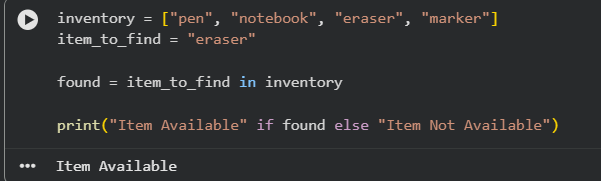 inventory = ["pen", "notebook", "eraser", "marker"]
item_to_find = "eraser"
found = item_to_find in inventory
print("Item Available" if found else "Item Not Available")
Item Available